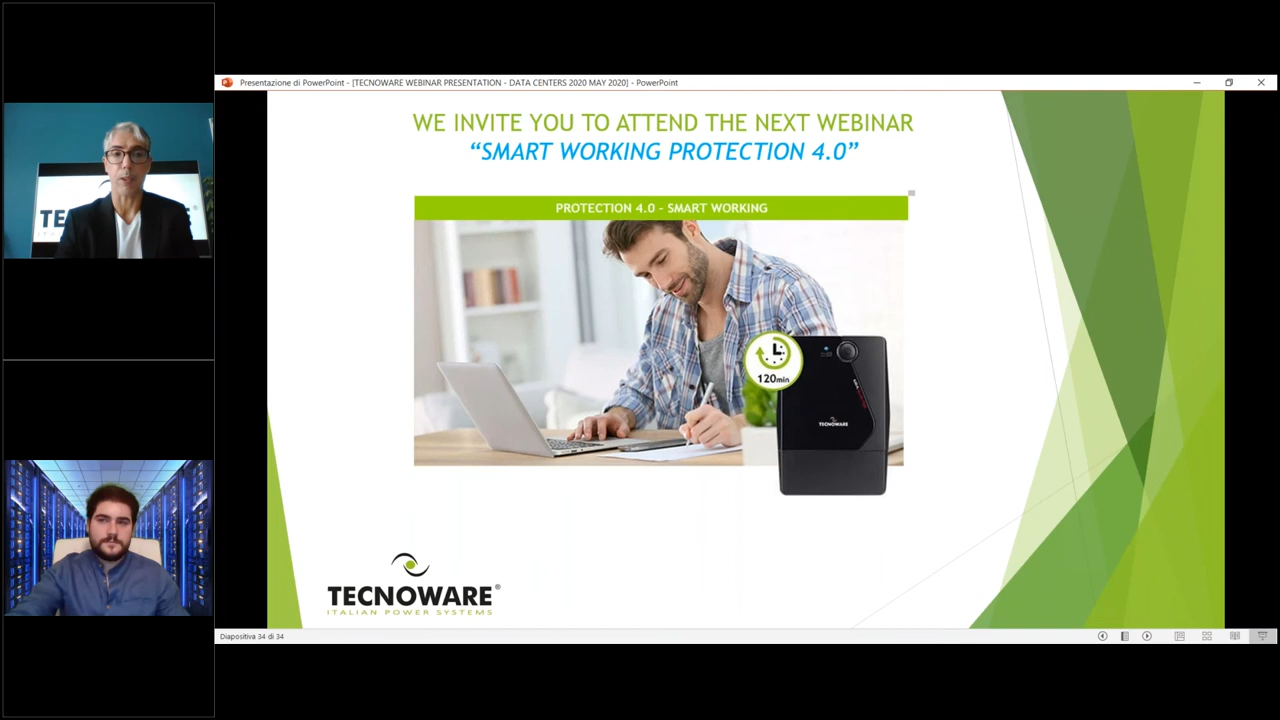 Presentazione di PowerPoint - [TECNOWARE WEBINAR PRESENTATION - DATA CENTERS 2020 MAY 2020] - PowerPoint
WE INVITE YOU TO ATTEND THE NEXT WEBINAR
“SMART WORKING PROTECTION 4.0”
PROTECTION 4.0 - SMART WORKING
120min
TECNOWARE
TECNOWARE®
ITALIAN POWER SYSTEMS
Diapositiva 34 di 34